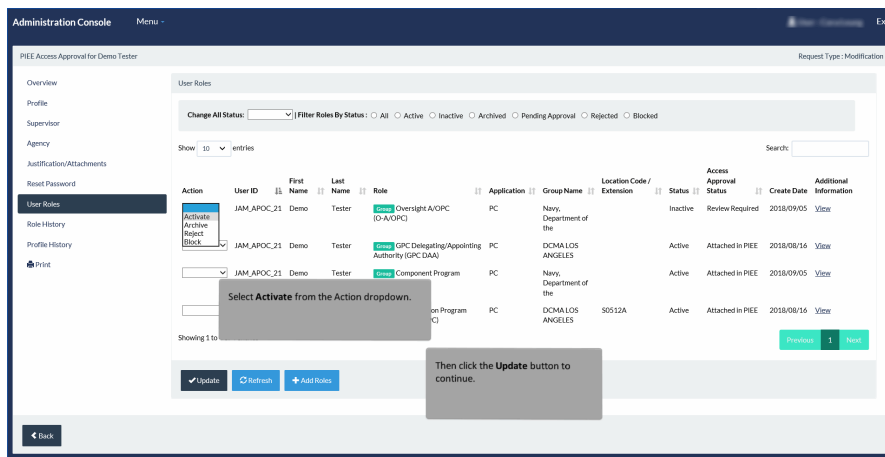 Administration Console Menu
Ex
PIEE Access Approval for Demo Tester
Request Type : Modification
Overview
Profile
Supervisor
Agency
Justification/Attachments
Reset Password
User Roles
Role History
Profile History
Print
User Roles
Change All Status: | Filter Roles By Status : All Active Inactive Archived Pending Approval Rejected Blocked
Show 10 entries
Search:
Action User ID First Name Last Name Role Application Group Name Location Code / Extension Status Access Approval Status Create Date Additional Information
JAM_APOC_21 Demo Tester Group Oversight A/OPC (O-A/OPC) PC Navy, Department of the Inactive Review Required 2018/09/05 View
Activate
Archive
Reject
Block
JAM_APOC_21 Demo Tester Group GPC Delegating/Appointing Authority (GPC DAA) PC DCMA LOS ANGELES Active Attached in PIEE 2018/08/16 View
JAM_APOC_21 Demo Tester Group Component Program PC Navy, Department of the Active Attached in PIEE 2018/09/05 View
on Program PC DCMA LOS ANGELES S0512A Active Attached in PIEE 2018/08/16 View
Select Activate from the Action dropdown.
Showing 1 to
Previous 1 Next
Then click the Update button to
continue.
Update Refresh Add Roles
Back